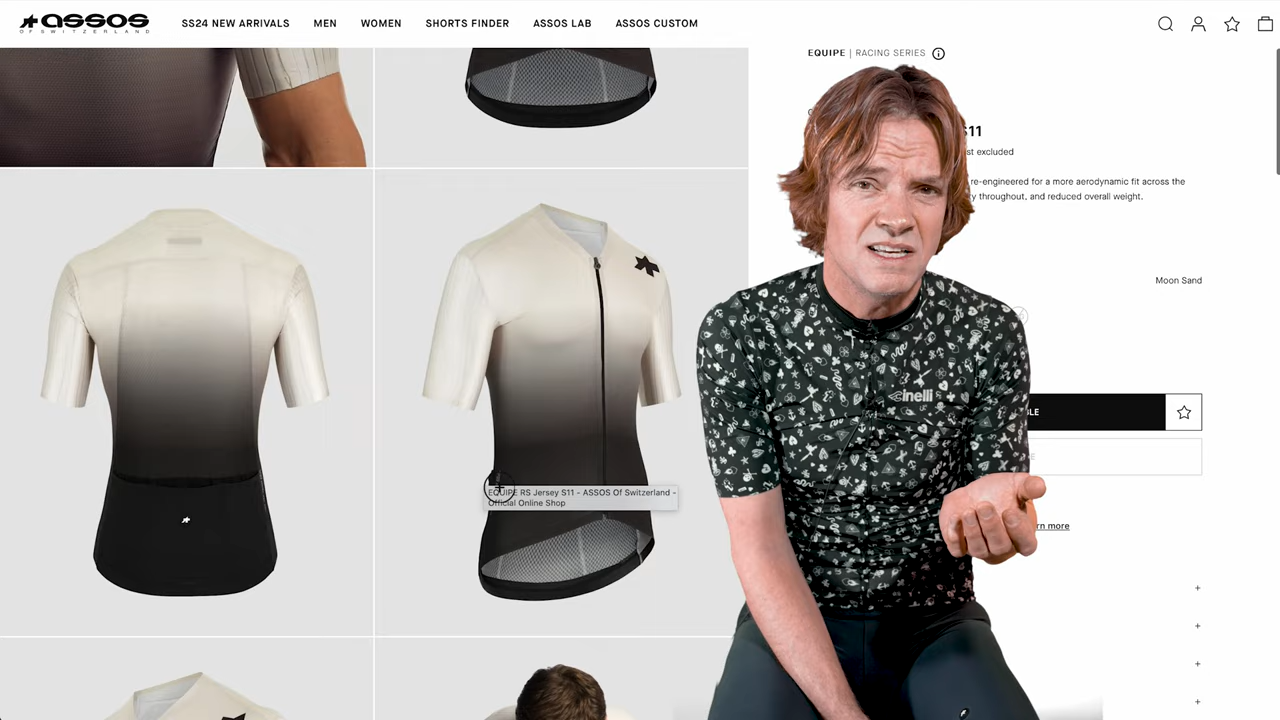 ASSOS
OF SWITZERLAND
SS24 NEW ARRIVALS
MEN
WOMEN
SHORTS FINDER
ASSOS LAB
ASSOS CUSTOM
EQUIPE | RACING SERIES
S11
excluded
re-engineered for a more aerodynamic fit across the
throughout, and reduced overall weight.
Moon Sand
cinelli
EQUIPE RS Jersey S11 - ASSOS Of Switzerland -
Official Online Shop
more